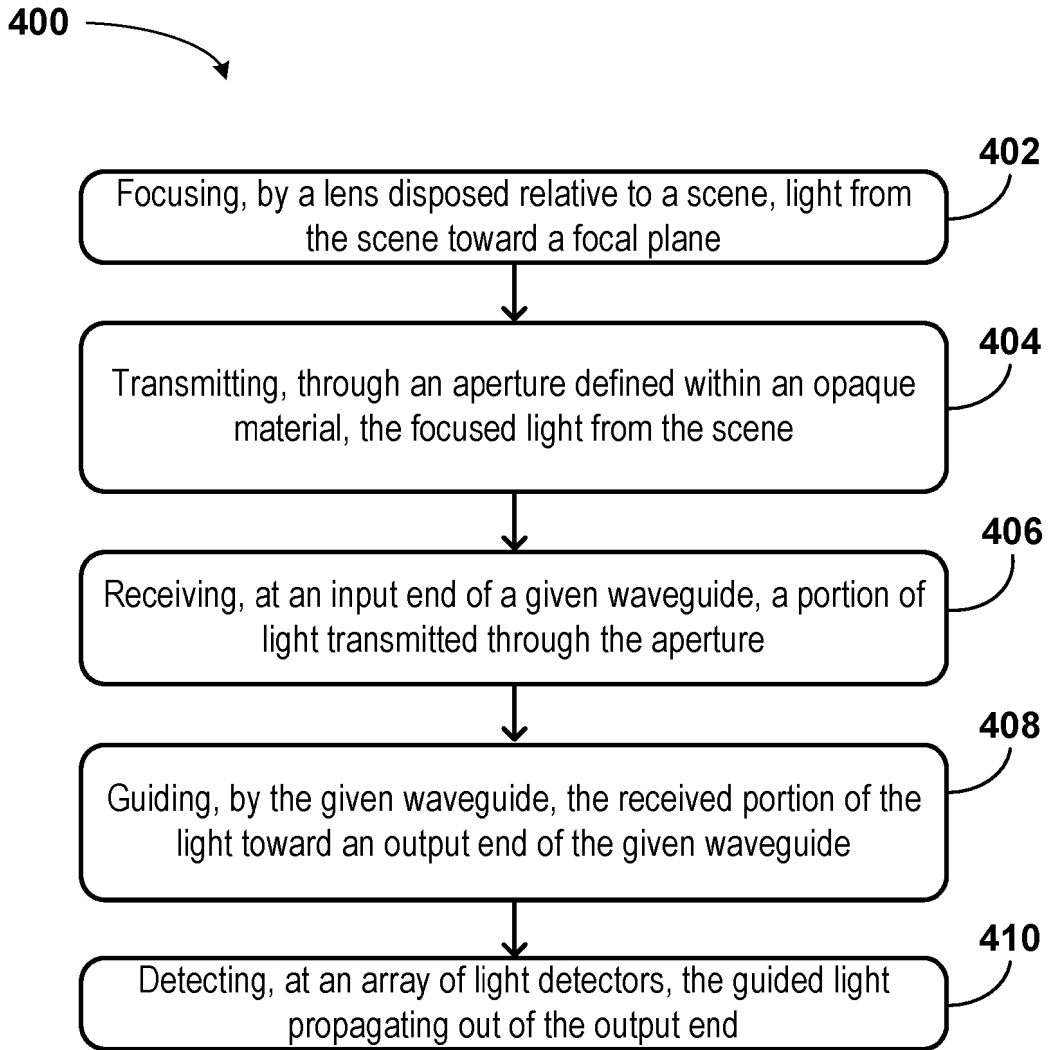 400
402
Focusing, by a lens disposed relative to a scene, light from
the scene toward a focal plane
404
Transmitting, through an aperture defined within an opaque
material, the focused light from the scene
406
Receiving, at an input end of a given waveguide, a portion of
light transmitted through the aperture
408
Guiding, by the given waveguide, the received portion of the
light toward an output end of the given waveguide
410
Detecting, at an array of light detectors, the guided light
propagating out of the output end